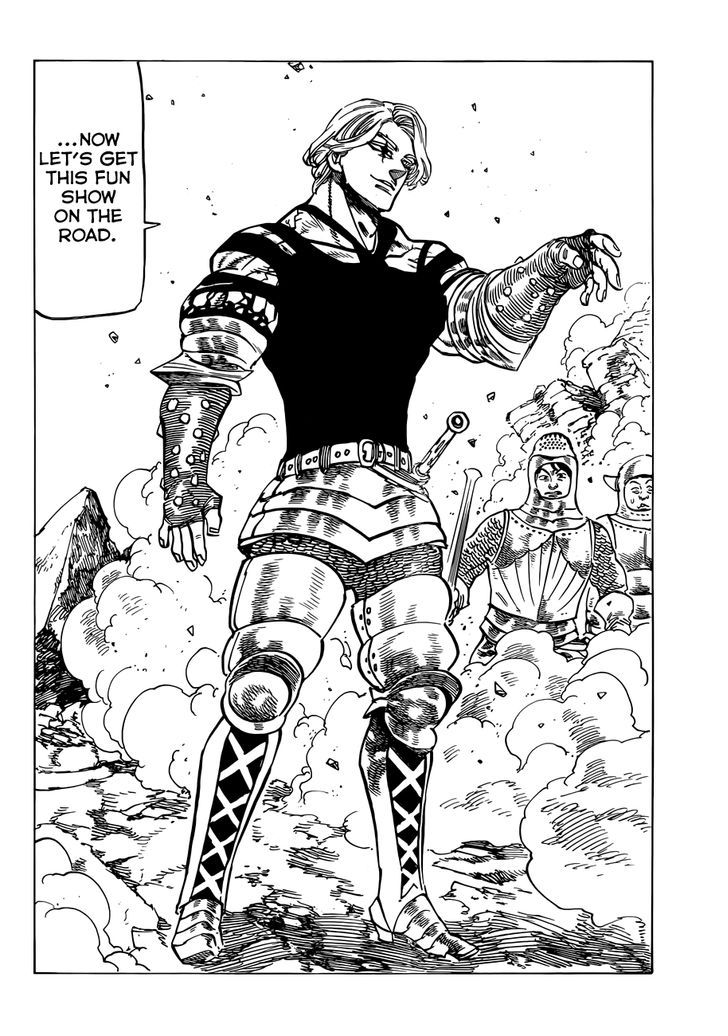 ...NOW
LET'S GET
THIS FUN
SHOW
ON THE
ROAD.